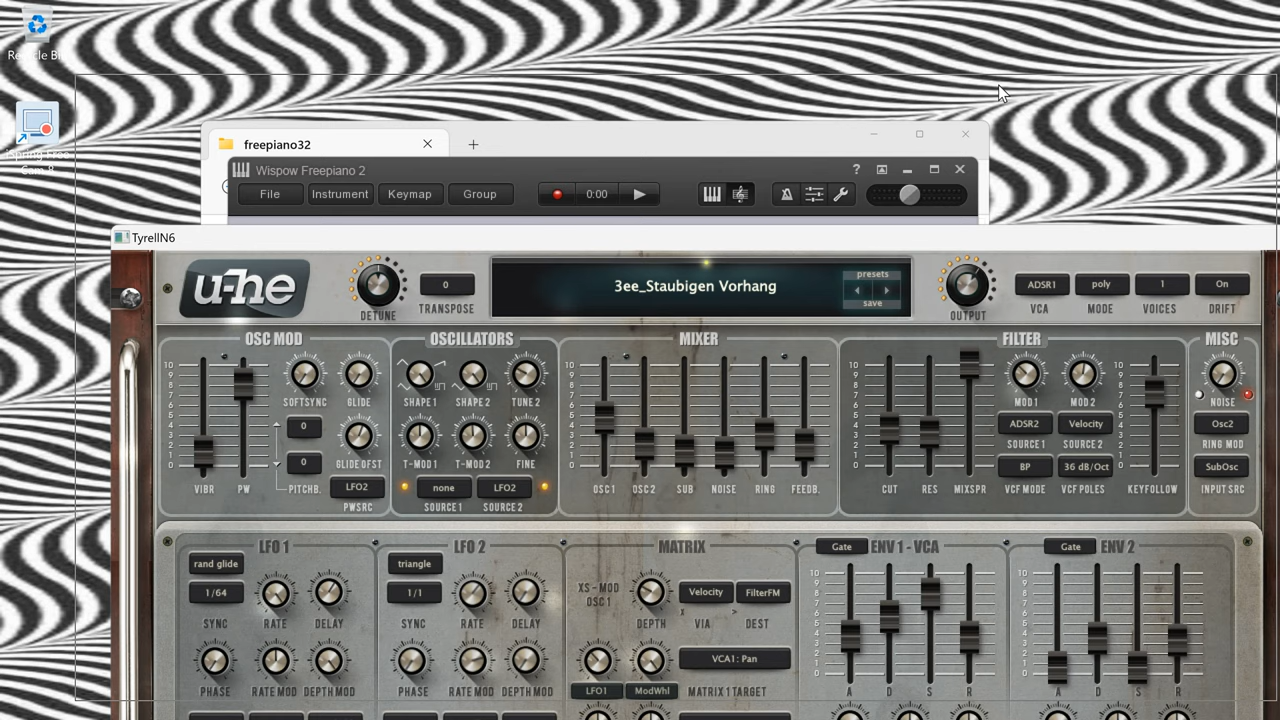 Recycle Bin
freepiano32
Wispow Freepiano 2
File Instrument Keymap Group 0:00
TyrellN6
u-he
DETUNE
0
TRANSPOSE
3ee_Staubigen Vorhang
presets
save
OUTPUT
ADSR1 poly 1 On
VCA MODE VOICES DRIFT
OSC MOD OSCILLATORS MIXER FILTER MISC
SOFTSYNC GLIDE SHAPE 1 SHAPE 2 TUNE 2 MOD 1 MOD 2 NOISE
0
ADSR2 Velocity Osc2
SOURCE 1 SOURCE 2 RING MOD
0 GLIDE OFST T-MOD 1 T-MOD 2 FINE BP 36 dB/Oct SubOsc
VIBR PW PITCHB. LFO2 none LFO2 OSC 1 OSC 2 SUB NOISE RING FEEDB. CUT RES MIXSPR VCF MODE VCF POLES KEYFOLLOW INPUT SRC
PWSRC SOURCE 1 SOURCE 2
LFO 1 LFO 2 MATRIX Gate ENV 1 - VCA Gate ENV 2
rand glide triangle
1/64 1/1 XS - MOD OSC 1 Velocity FilterFM
SYNC RATE DELAY SYNC RATE DELAY DEPTH X VIA > DEST
VCA1: Pan
PHASE RATE MOD DEPTH MOD PHASE RATE MOD DEPTH MOD LFO1 ModWhl MATRIX 1 TARGET A D S R A D S R